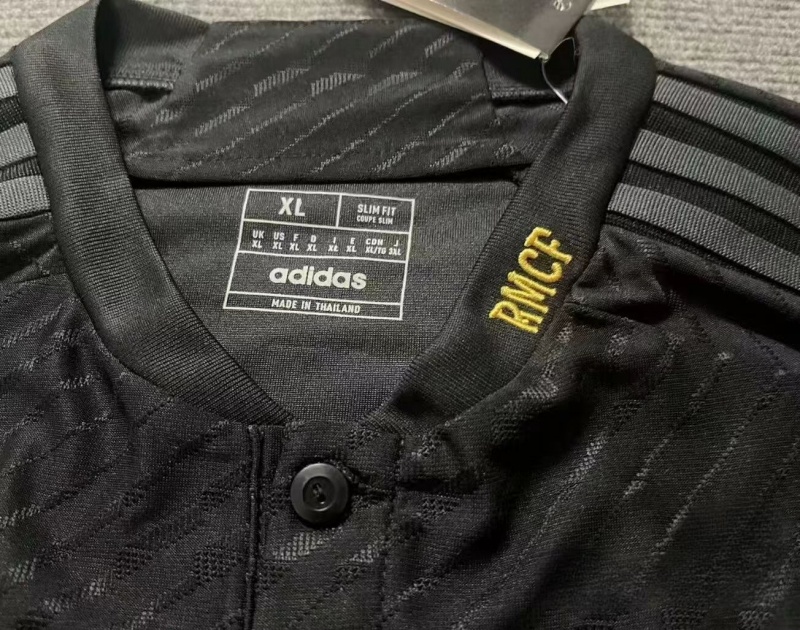 XL
SLIM FIT
COUPE SLIM
UK US F D I E CDN J
XL XL XL XL XL XL XL/TG 3XL
adidas
MADE IN THAILAND
RMCF